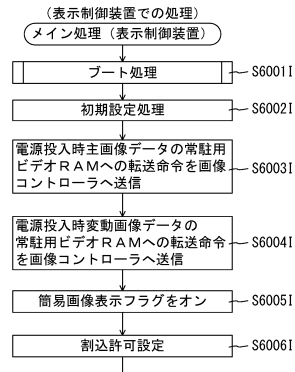 （表示制御装置での処理）
メイン処理（表示制御装置）
ブート処理
S6001I
初期設定処理
S6002I
電源投入時主画像データの常駐用
ビデオＲＡＭへの転送命令を画像
コントローラへ送信
S6003I
電源投入時変動画像データの
常駐用ビデオＲＡＭへの転送命令
を画像コントローラへ送信
S6004I
簡易画像表示フラグをオン
S6005I
割込許可設定
S6006I